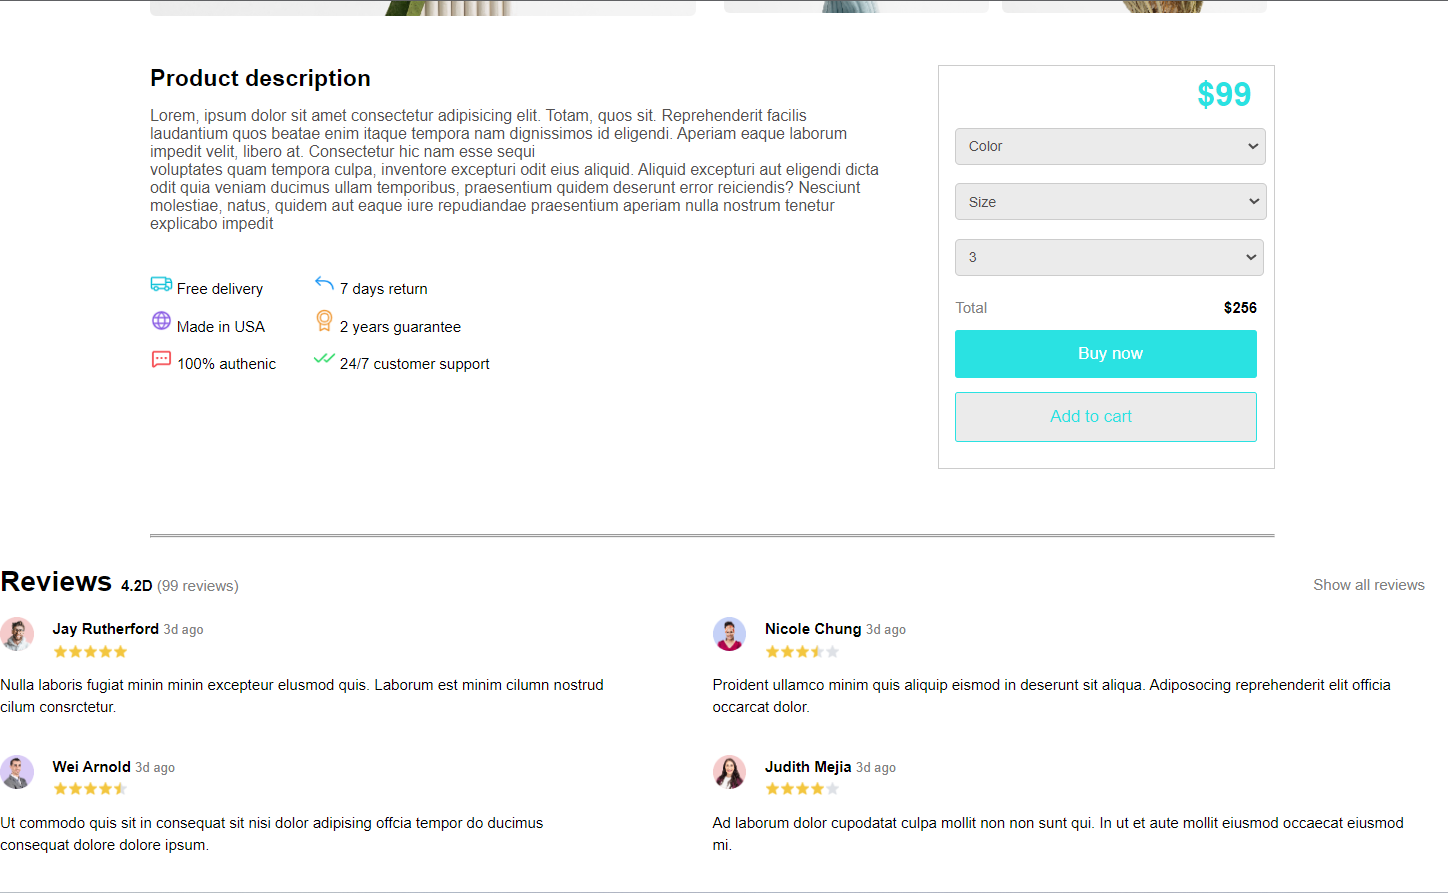 Product description
Lorem, ipsum dolor sit amet consectetur adipisicing elit. Totam, quos sit. Reprehenderit facilis
laudantium quos beatae enim itaque tempora nam dignissimos id eligendi. Aperiam eaque laborum
impedit velit, libero at. Consectetur hic nam esse sequi
voluptates quam tempora culpa, inventore excepturi odit eius aliquid. Aliquid excepturi aut eligendi dicta
odit quia veniam ducimus ullam temporibus, praesentium quidem deserunt error reiciendis? Nesciunt
molestiae, natus, quidem aut eaque iure repudiandae praesentium aperiam nulla nostrum tenetur
explicabo impedit
Free delivery
7 days return
Made in USA
2 years guarantee
100% authenic
24/7 customer support
$99
Color
Size
3
Total $256
Buy now
Add to cart
Reviews 4.2D (99 reviews)
Show all reviews
Jay Rutherford 3d ago
Nulla laboris fugiat minin minin excepteur elusmod quis. Laborum est minim cilumn nostrud
cilum consrctetur.
Nicole Chung 3d ago
Proident ullamco minim quis aliquip eismod in deserunt sit aliqua. Adiposocing reprehenderit elit officia
occarcat dolor.
Wei Arnold 3d ago
Ut commodo quis sit in consequat sit nisi dolor adipising offcia tempor do ducimus
consequat dolore dolore ipsum.
Judith Mejia 3d ago
Ad laborum dolor cupodatat culpa mollit non non sunt qui. In ut et aute mollit eiusmod occaecat eiusmod
mi.